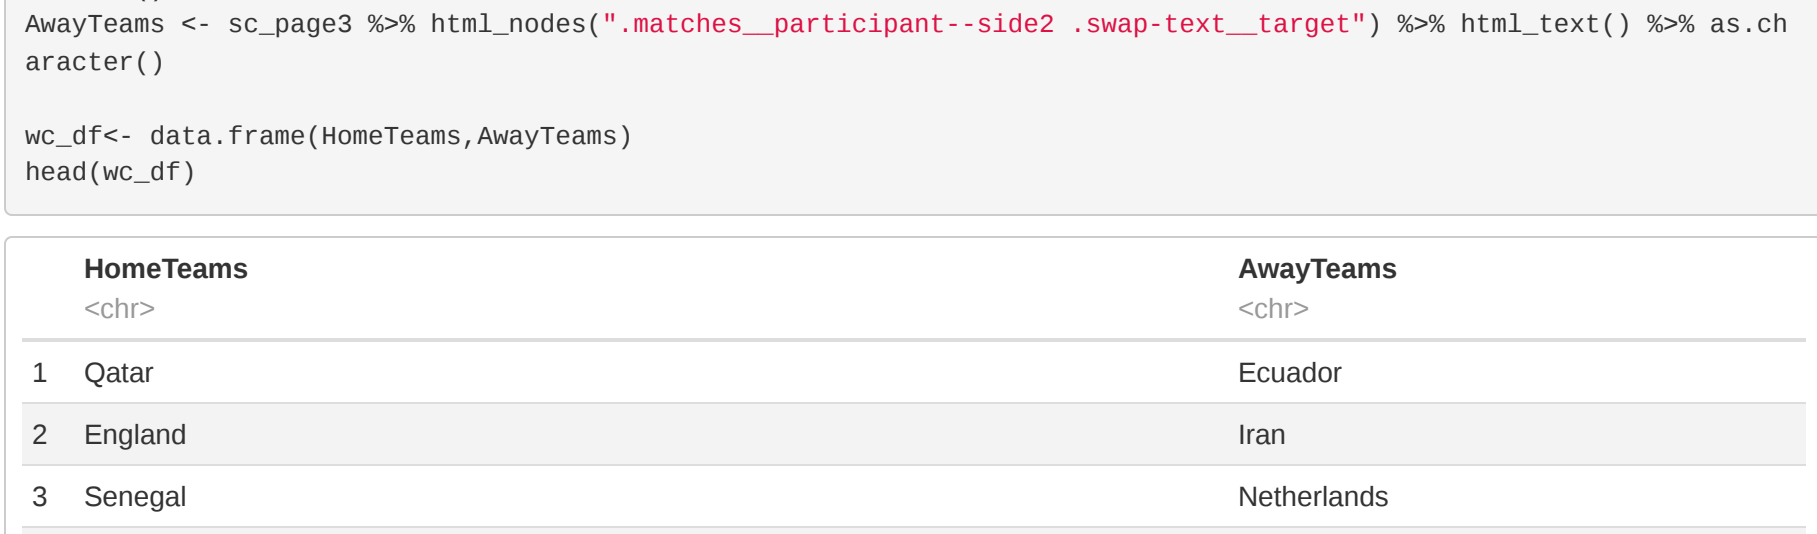 AwayTeams <- sc_page3 %>% html_nodes(".matches__participant--side2 .swap-text__target") %>% html_text() %>% as.ch
aracter()
wc_df<- data.frame(HomeTeams,AwayTeams)
head(wc_df)
HomeTeams AwayTeams
<chr> <chr>
1 Qatar Ecuador
2 England Iran
3 Senegal Netherlands